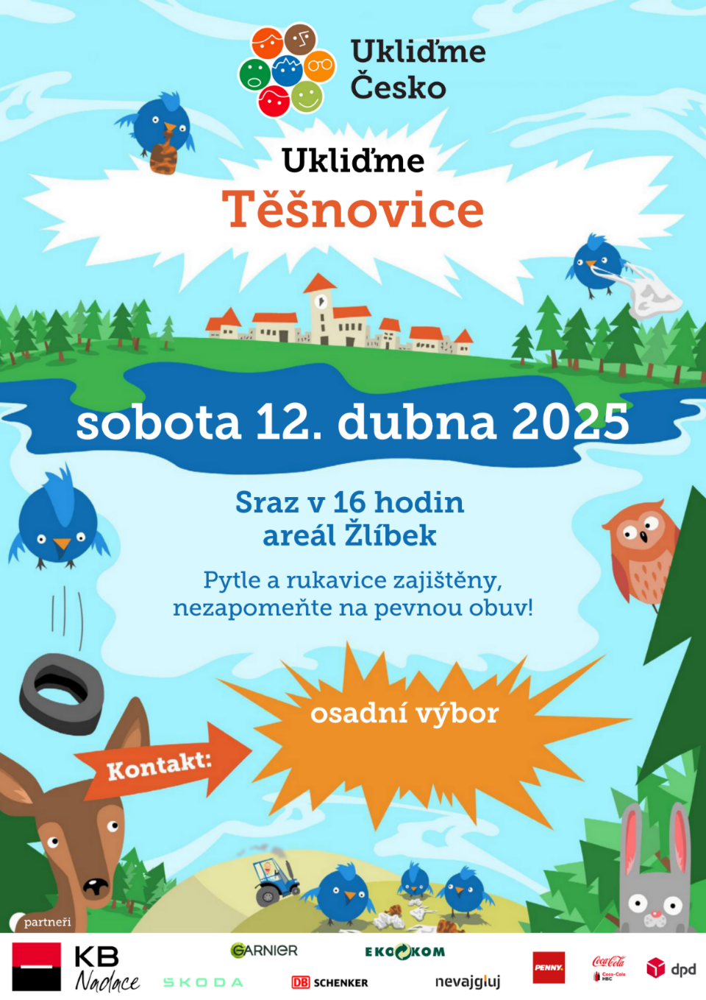 Ukliďme
Česko
Ukliďme
Těšnovice
sobota 12. dubna 2025
Sraz v 16 hodin
areál Žlíbek
Pytle a rukavice zajištěny,
nezapomeňte na pevnou obuv!
osadní výbor
Kontakt:
partneři
KB
Nadace
GARNIER
ŠKODA
EKO KOM
DB SCHENKER
nevajgluj
PENNY.
Coca-Cola
Coca-Cola
HBC
dpd